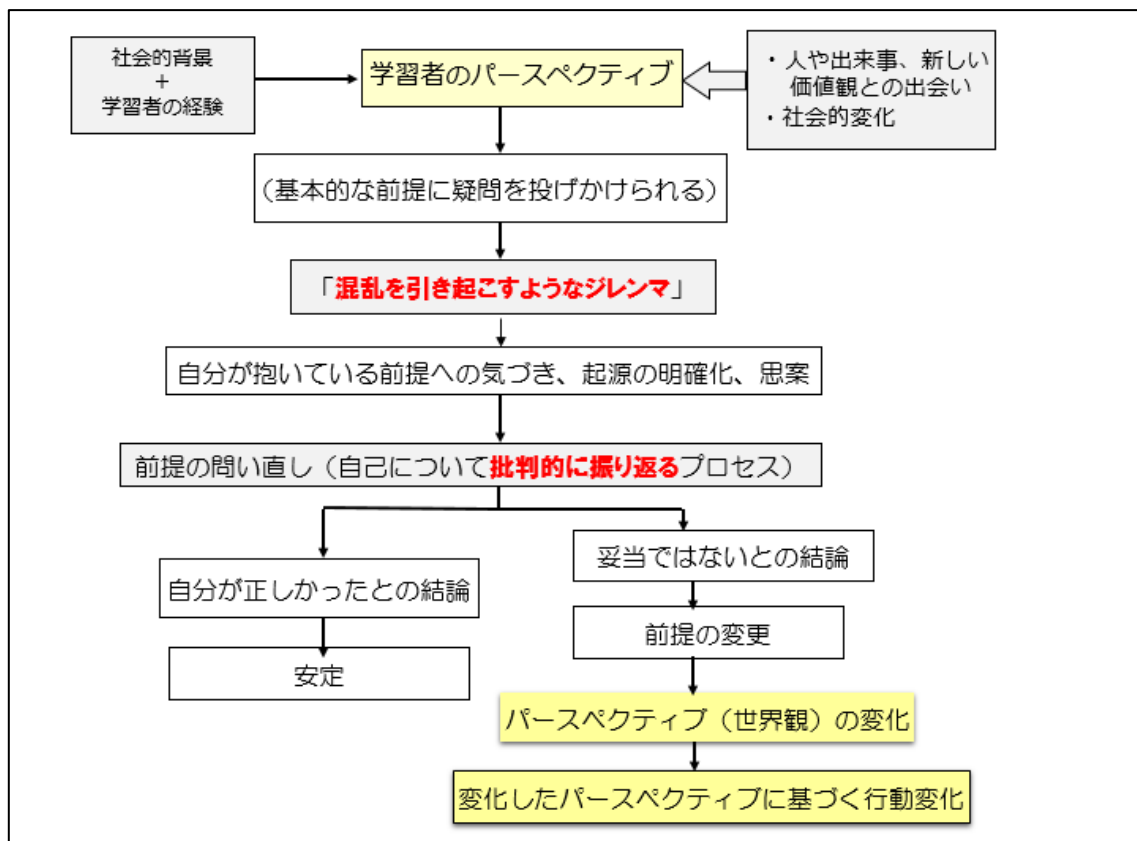 社会的背景
+
学習者の経験
学習者のパースペクティブ
・人や出来事、新しい
価値観との出会い
・社会的変化
(基本的な前提に疑問を投げかけられる)
「混乱を引き起こすようなジレンマ」
自分が抱いている前提への気づき、起源の明確化、思案
前提の問い直し(自己について批判的に振り返るプロセス)
自分が正しかったとの結論
妥当ではないとの結論
安定
前提の変更
パースペクティブ(世界観)の変化
変化したパースペクティブに基づく行動変化